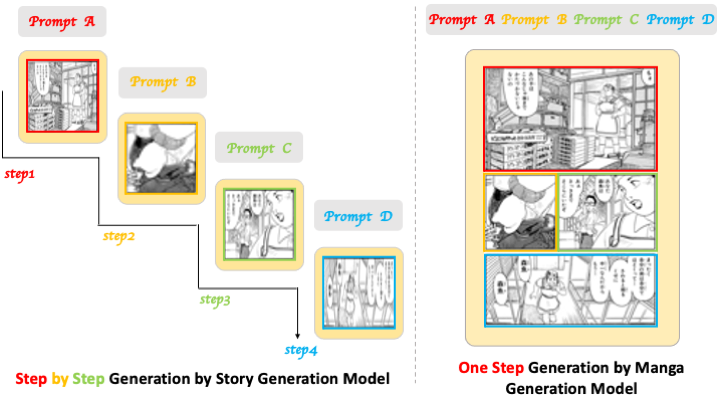 Prompt A
Prompt B
Prompt C
Prompt D
step1
step2
step3
step4
Step by Step Generation by Story Generation Model
Prompt A Prompt B Prompt C Prompt D
One Step Generation by Manga
Generation Model